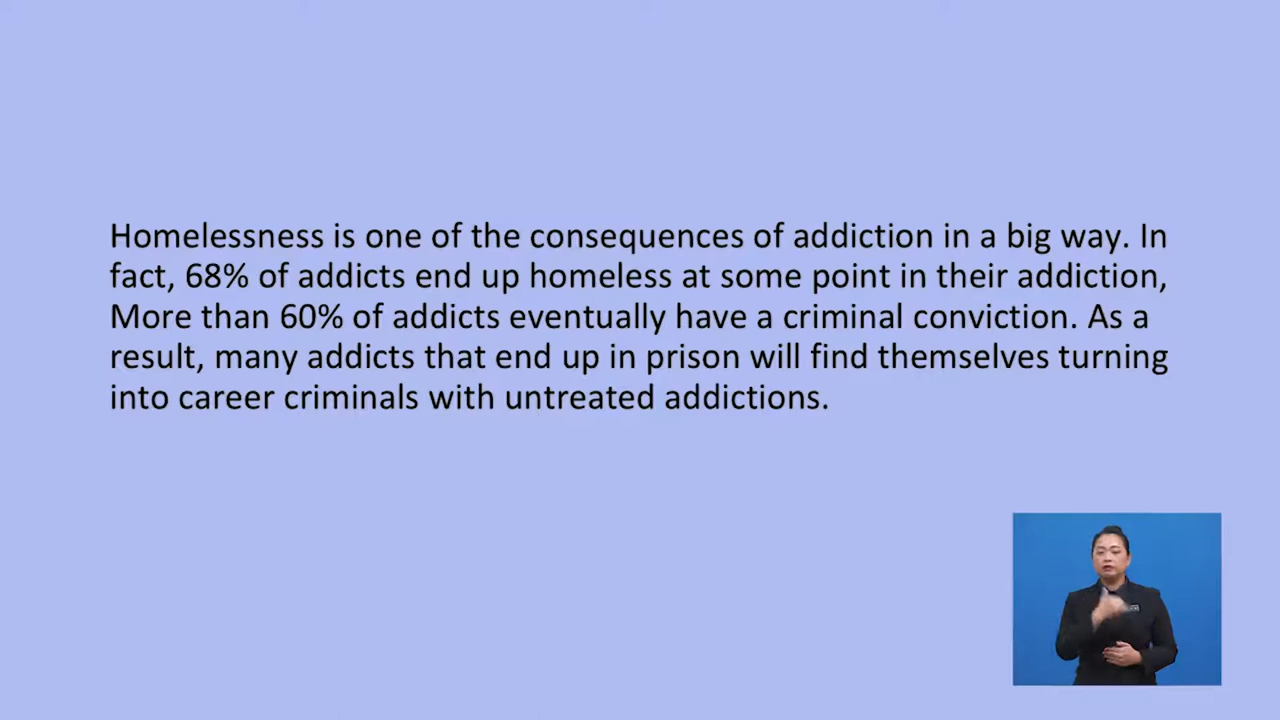 Homelessness is one of the consequences of addiction in a big way. In
fact, 68% of addicts end up homeless at some point in their addiction,
More than 60% of addicts eventually have a criminal conviction. As a
result, many addicts that end up in prison will find themselves turning
into career criminals with untreated addictions.